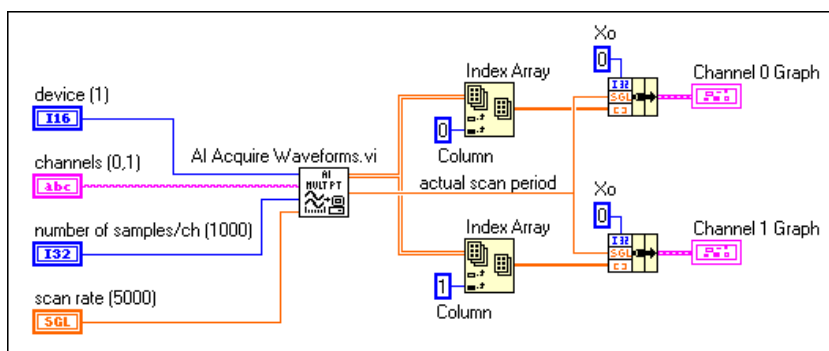 Xo
0
Index Array
Channel 0 Graph
I32
SGL
device (1)
I16
0
Column
channels (0,1)
AI Acquire Waveforms.vi
abc
AI
MULT PT
actual scan period
Xo
0
Index Array
Channel 1 Graph
I32
SGL
number of samples/ch (1000)
I32
1
Column
scan rate (5000)
SGL